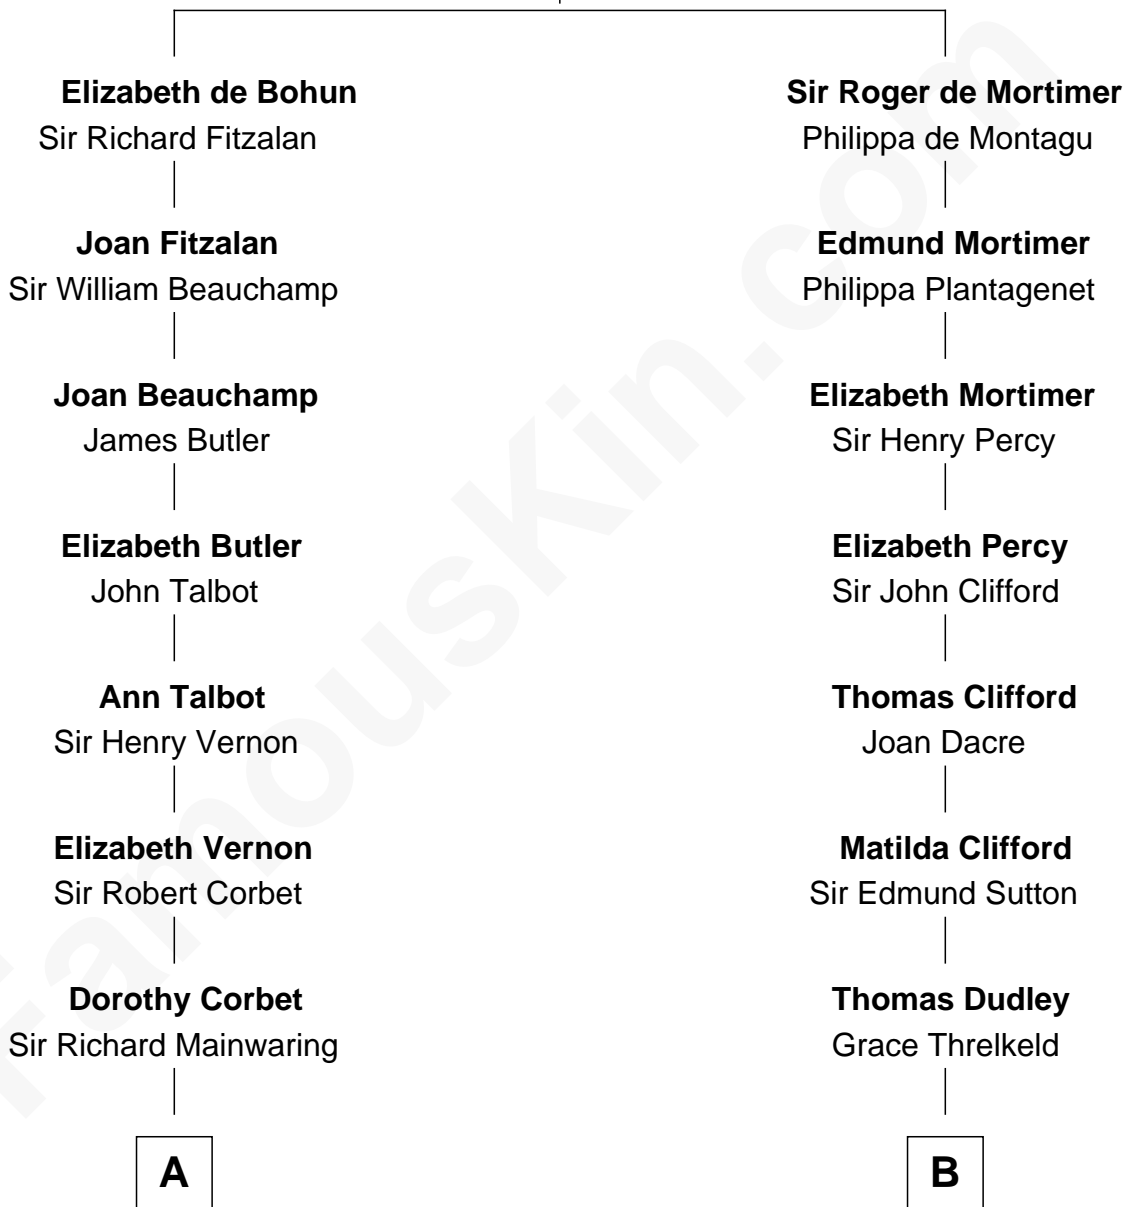 Elizabeth de Bohun
Sir Richard Fitzalan
Joan Fitzalan
Sir William Beauchamp
Joan Beauchamp
James Butler
Elizabeth Butler
John Talbot
Ann Talbot
Sir Henry Vernon
Elizabeth Vernon
Sir Robert Corbet
Dorothy Corbet
Sir Richard Mainwaring
A
Sir Roger de Mortimer
Philippa de Montagu
Edmund Mortimer
Philippa Plantagenet
Elizabeth Mortimer
Sir Henry Percy
Elizabeth Percy
Sir John Clifford
Thomas Clifford
Joan Dacre
Matilda Clifford
Sir Edmund Sutton
Thomas Dudley
Grace Threlkeld
B
FamousKin.com